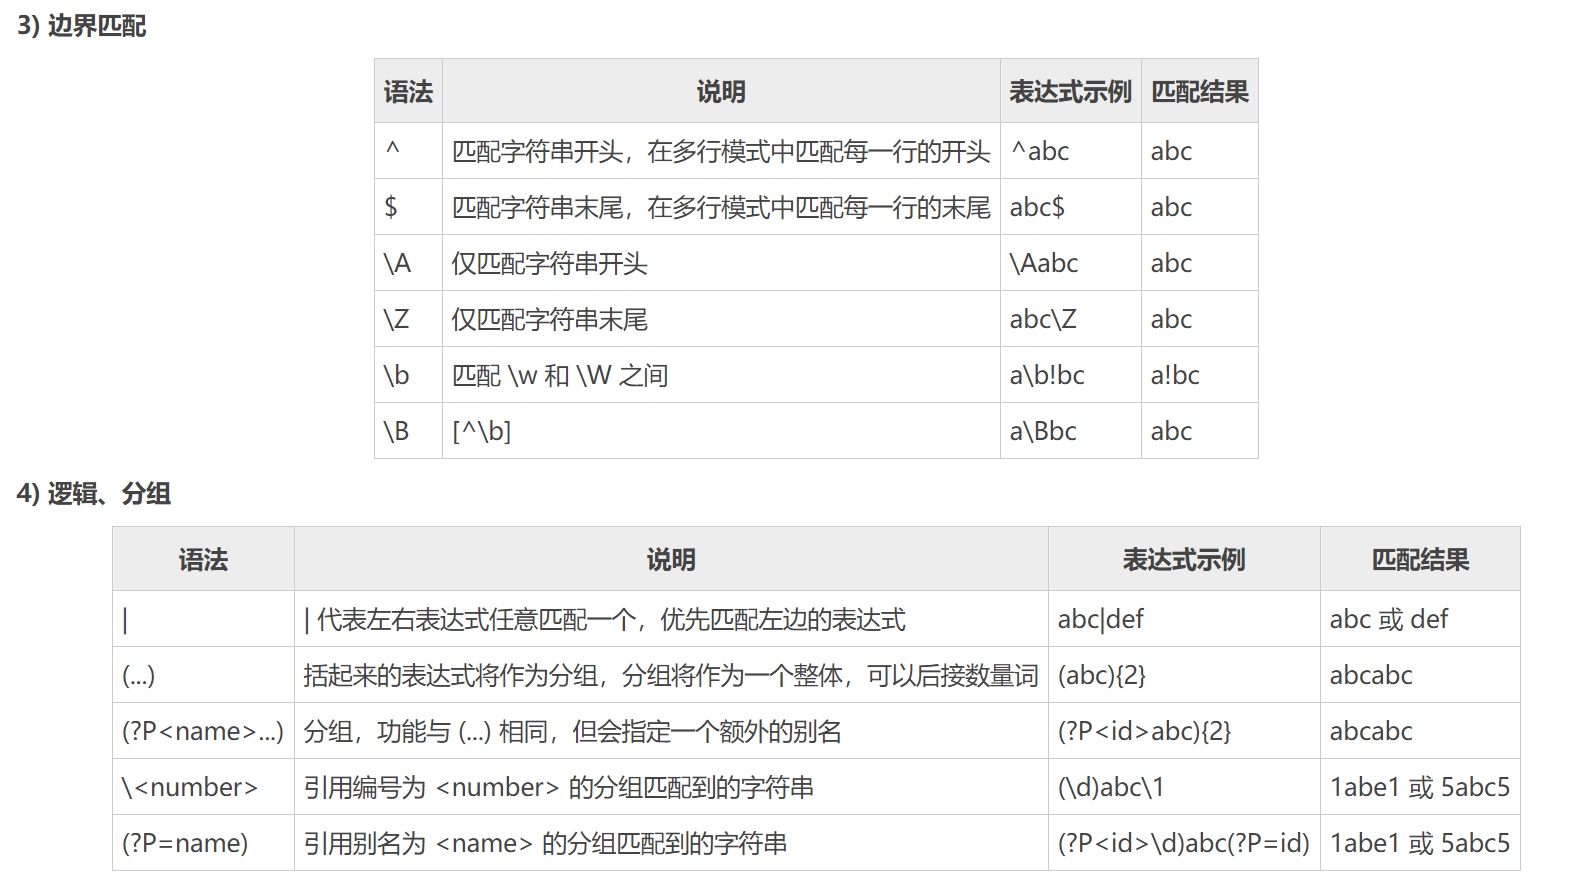 3) 边界匹配
语法 说明 表达式示例 匹配结果
^ 匹配字符串开头，在多行模式中匹配每一行的开头 ^abc abc
$ 匹配字符串末尾，在多行模式中匹配每一行的末尾 abc$ abc
\A 仅匹配字符串开头 \Aabc abc
\Z 仅匹配字符串末尾 abc\Z abc
\b 匹配 \w 和 \W 之间 a\b!bc a!bc
\B [^\b] a\Bbc abc
4) 逻辑、分组
语法 说明 表达式示例 匹配结果
| | 代表左右表达式任意匹配一个，优先匹配左边的表达式 abc|def abc 或 def
(...) 括起来的表达式将作为分组，分组将作为一个整体，可以后接数量词 (abc){2} abcabc
(?P<name>...) 分组，功能与 (...) 相同，但会指定一个额外的别名 (?P<id>abc){2} abcabc
\<number> 引用编号为 <number> 的分组匹配到的字符串 (\d)abc\1 1abe1 或 5abc5
(?P=name) 引用别名为 <name> 的分组匹配到的字符串 (?P<id>\d)abc(?P=id) 1abe1 或 5abc5